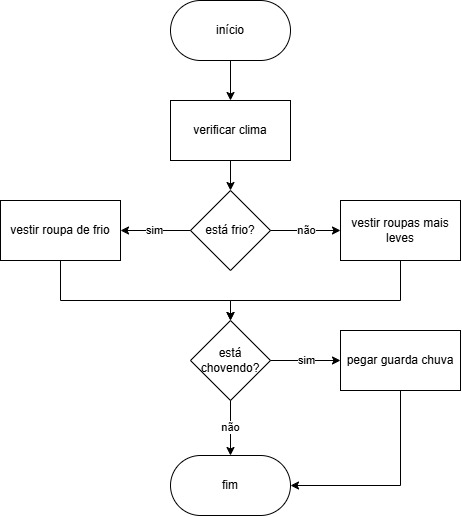 início
verificar clima
vestir roupa de frio
sim
está frio?
não
vestir roupas mais
leves
está
chovendo?
sim
pegar guarda chuva
não
fim